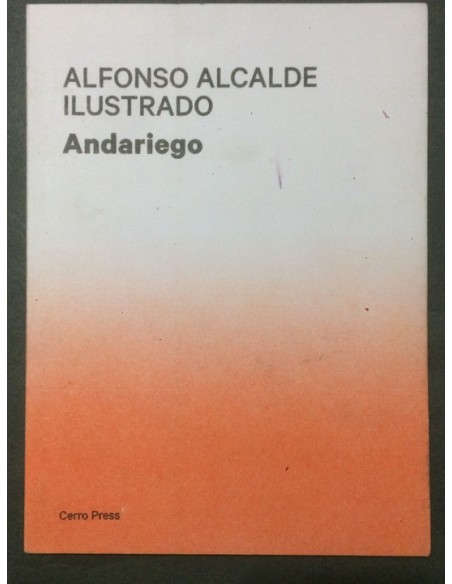 ALFONSO ALCALDE
ILUSTRADO
Andariego
Cerro Press